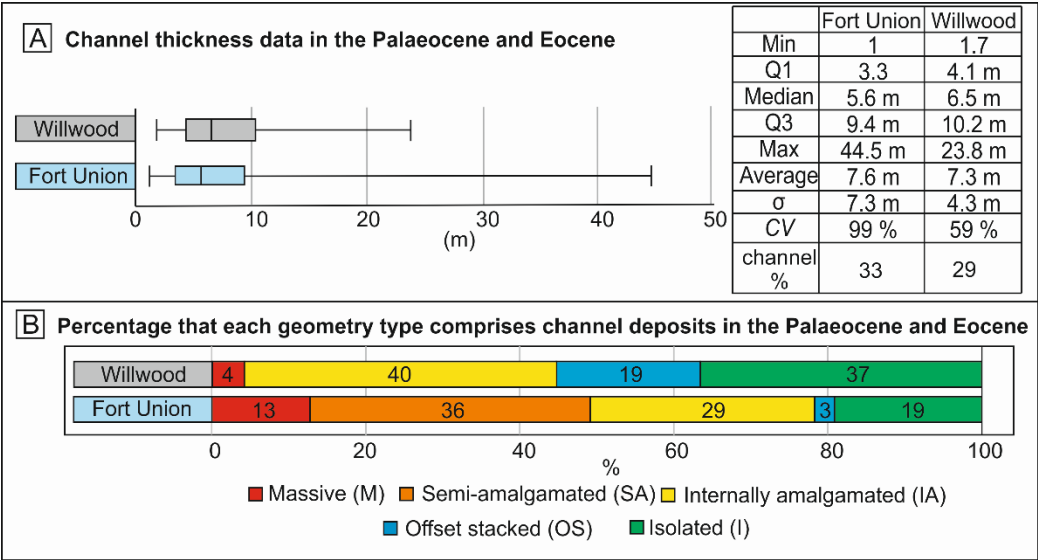 A Channel thickness data in the Palaeocene and Eocene
Willwood
Fort Union
0 10 20 30 40 50
(m)
Fort Union Willwood
Min 1 1.7
Q1 3.3 4.1 m
Median 5.6 m 6.5 m
Q3 9.4 m 10.2 m
Max 44.5 m 23.8 m
Average 7.6 m 7.3 m
σ 7.3 m 4.3 m
CV 99 % 59 %
channel % 33 29
B Percentage that each geometry type comprises channel deposits in the Palaeocene and Eocene
Willwood 4 40 19 37
Fort Union 13 36 29 3 19
0 20 40 60 80 100
%
Massive (M) Semi-amalgamated (SA) Internally amalgamated (IA)
Offset stacked (OS) Isolated (I)